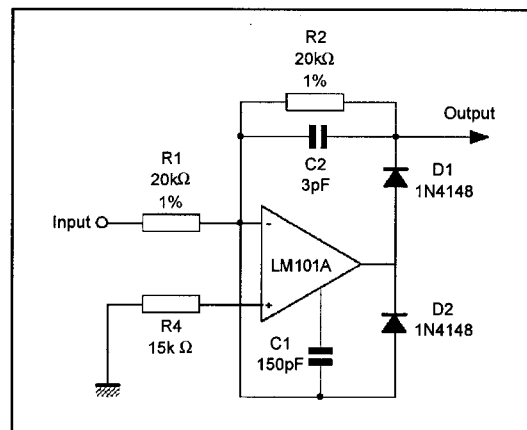 R2
20kΩ
1%
Output
C2
3pF
D1
1N4148
R1
20kΩ
1%
Input
-
LM101A
+
R4
15k Ω
C1
150pF
D2
1N4148